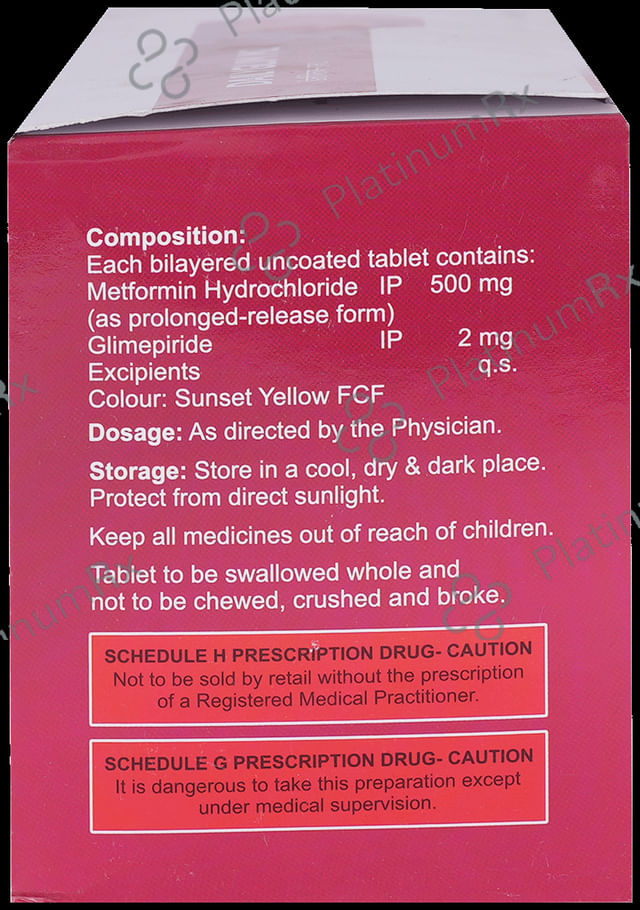 PlatinumRx
PlatinumRx
Composition:
Each bilayered uncoated tablet contains:
Metformin Hydrochloride IP 500 mg
(as prolonged-release form)
Glimepiride IP 2 mg
Excipients q.s.
Colour: Sunset Yellow FCF
Dosage: As directed by the Physician.
Storage: Store in a cool, dry & dark place.
Protect from direct sunlight.
Keep all medicines out of reach of children.
Tablet to be swallowed whole and
not to be chewed, crushed and broke.
SCHEDULE H PRESCRIPTION DRUG- CAUTION
Not to be sold by retail without the prescription
of a Registered Medical Practitioner.
SCHEDULE G PRESCRIPTION DRUG- CAUTION
It is dangerous to take this preparation except
under medical supervision.
PlatinumRx